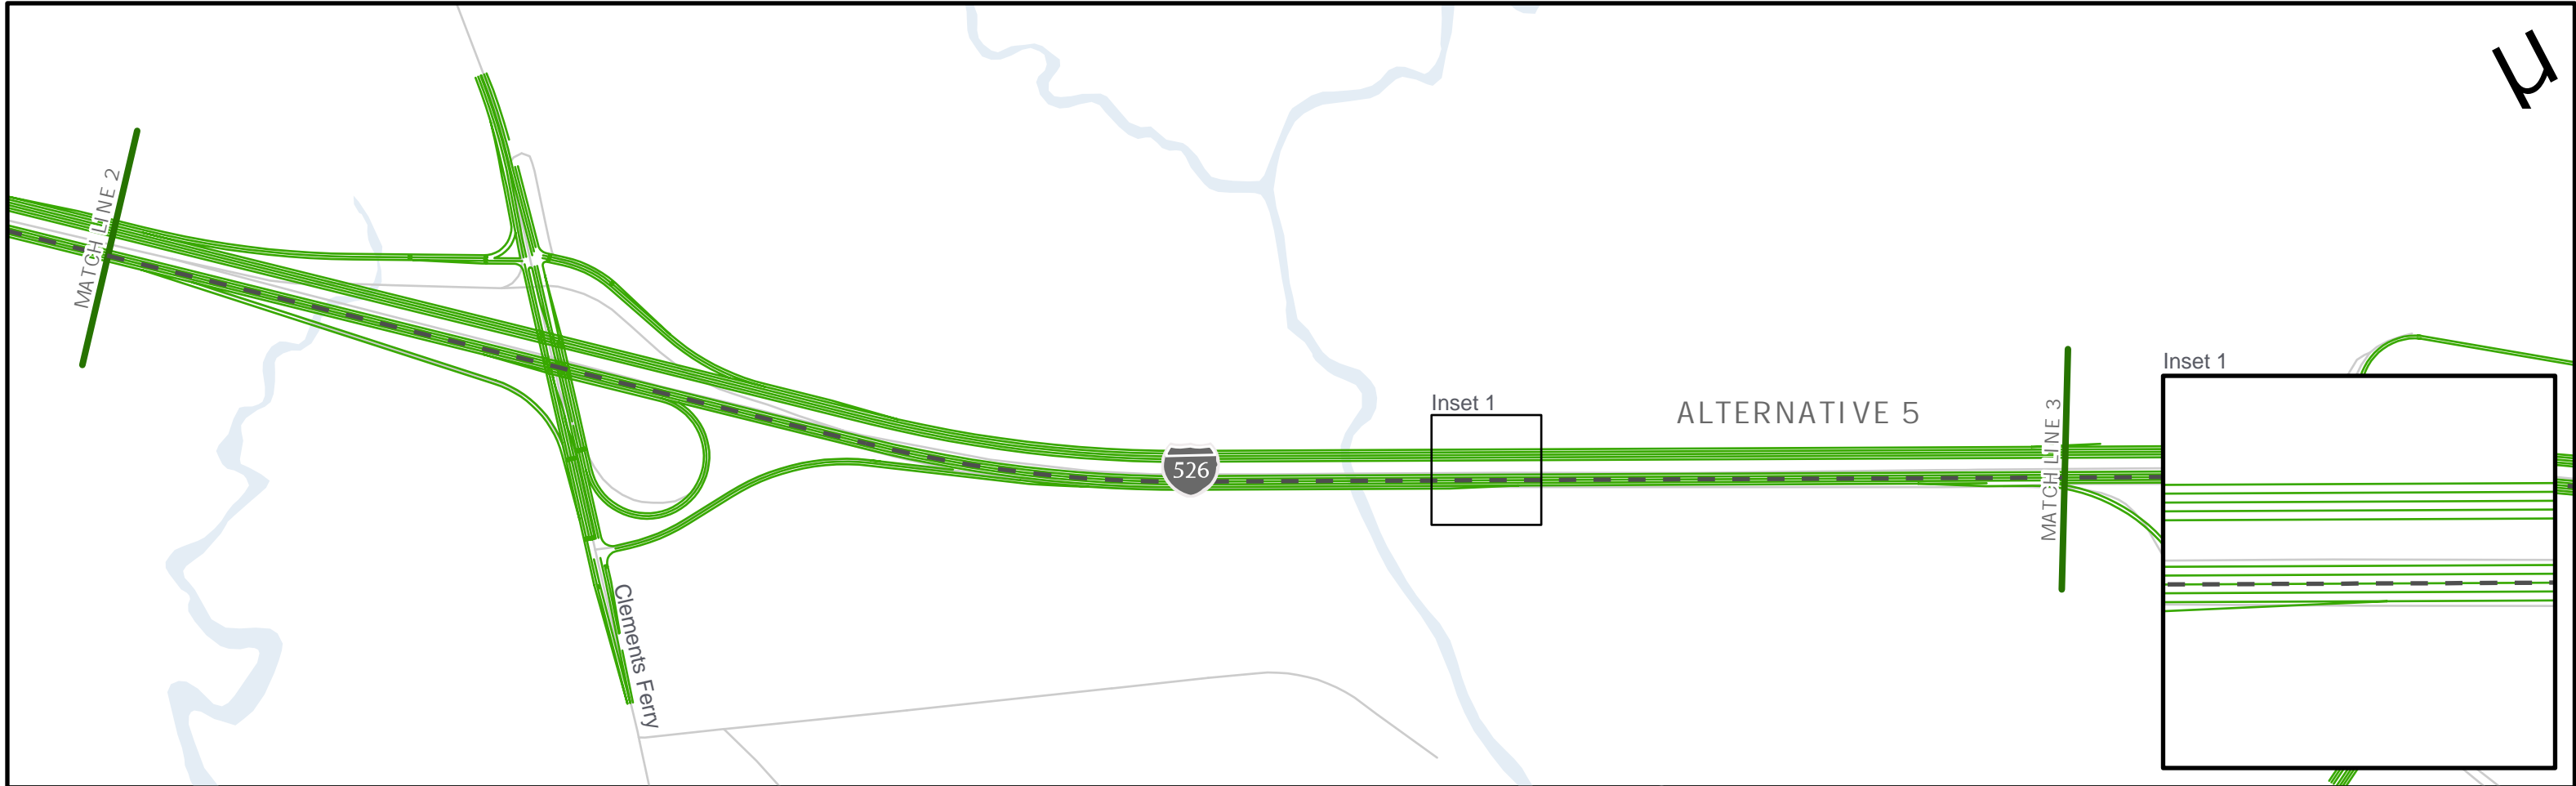 µ
MATCH LINE 2
Inset 1
Inset 1
ALTERNATIVE 5
MATCH LINE 3
526
Clements Ferry